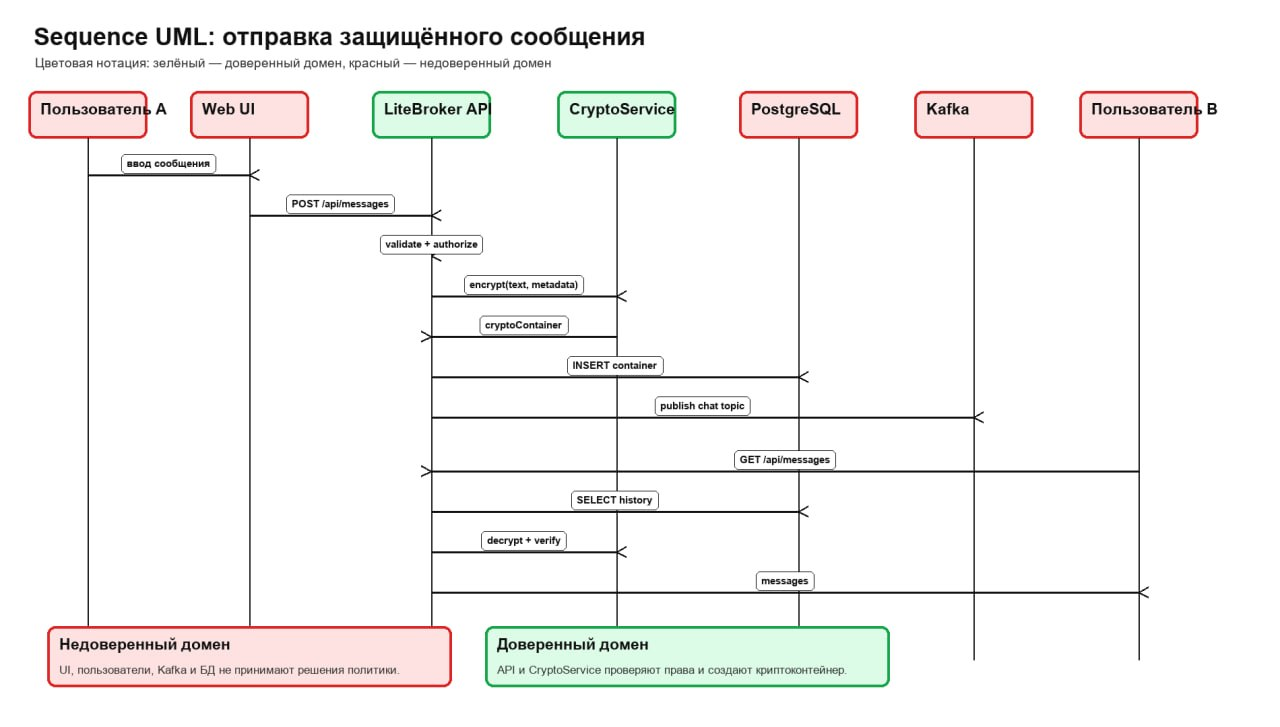 Sequence UML: отправка защищённого сообщения
Цветовая нотация: зелёный — доверенный домен, красный — недоверенный домен
Пользователь A
Web UI
LiteBroker API
CryptoService
PostgreSQL
Kafka
Пользователь B
ввод сообщения
POST /api/messages
validate + authorize
encrypt(text, metadata)
cryptoContainer
INSERT container
publish chat topic
GET /api/messages
SELECT history
decrypt + verify
messages
Недоверенный домен
UI, пользователи, Kafka и БД не принимают решения политики.
Доверенный домен
API и CryptoService проверяют права и создают криптоконтейнер.